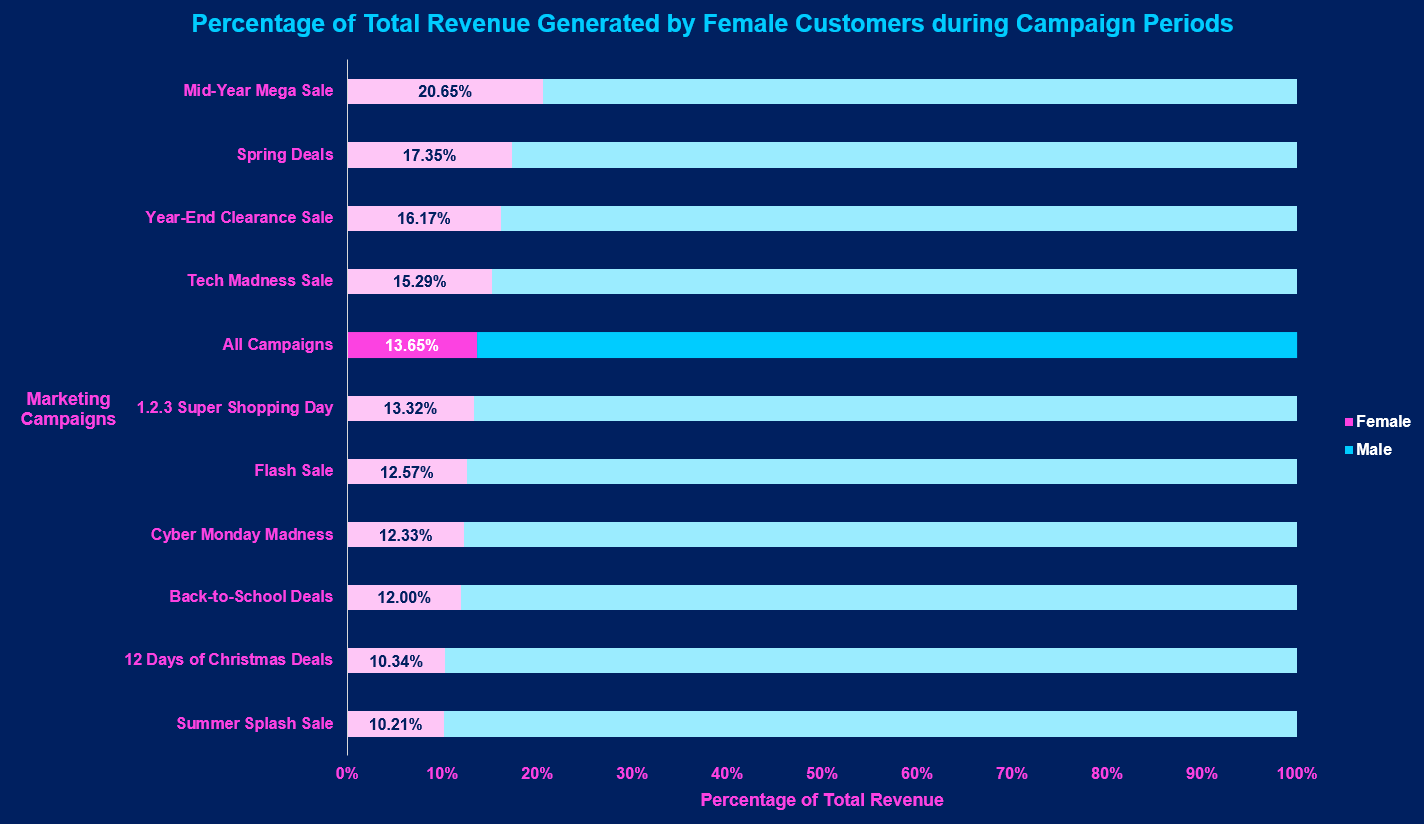 Percentage of Total Revenue Generated by Female Customers during Campaign Periods
Mid-Year Mega Sale
20.65%
Spring Deals
17.35%
Year-End Clearance Sale
16.17%
Tech Madness Sale
15.29%
All Campaigns
13.65%
Marketing
Campaigns
1.2.3 Super Shopping Day
13.32%
Flash Sale
12.57%
Cyber Monday Madness
12.33%
Back-to-School Deals
12.00%
12 Days of Christmas Deals
10.34%
Summer Splash Sale
10.21%
0% 10% 20% 30% 40% 50% 60% 70% 80% 90% 100%
Percentage of Total Revenue
Female
Male